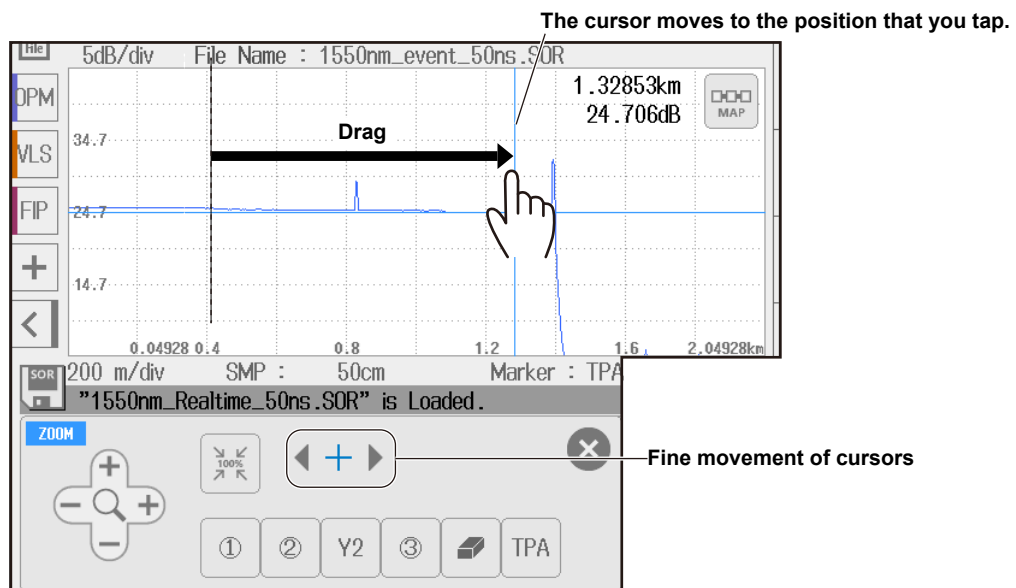 The cursor moves to the position that you tap.
File
5dB/div File Name : 1550nm_event_50ns.SOR
OPM
1.32853km
24.706dB
MAP
Drag
34.7
VLS
FIP
24.7
14.7
0.04928 0.4 0.8 1.2 1.6 2.04928km
SOR
200 m/div SMP : 50cm Marker : TPA
"1550nm_Realtime_50ns.SOR" is Loaded.
ZOOM
100%
Fine movement of cursors
① ② Y2 ③ TPA